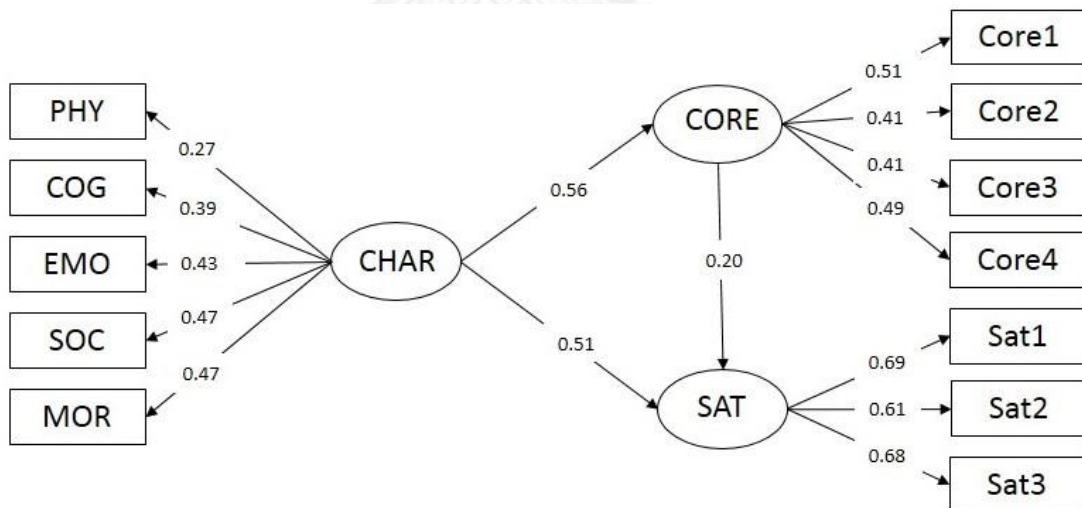 PHY
COG
EMO
SOC
MOR
0.27
0.39
0.43
0.47
0.47
CHAR
0.56
0.51
CORE
0.20
SAT
0.51
0.41
0.41
0.49
0.69
0.61
0.68
Core1
Core2
Core3
Core4
Sat1
Sat2
Sat3